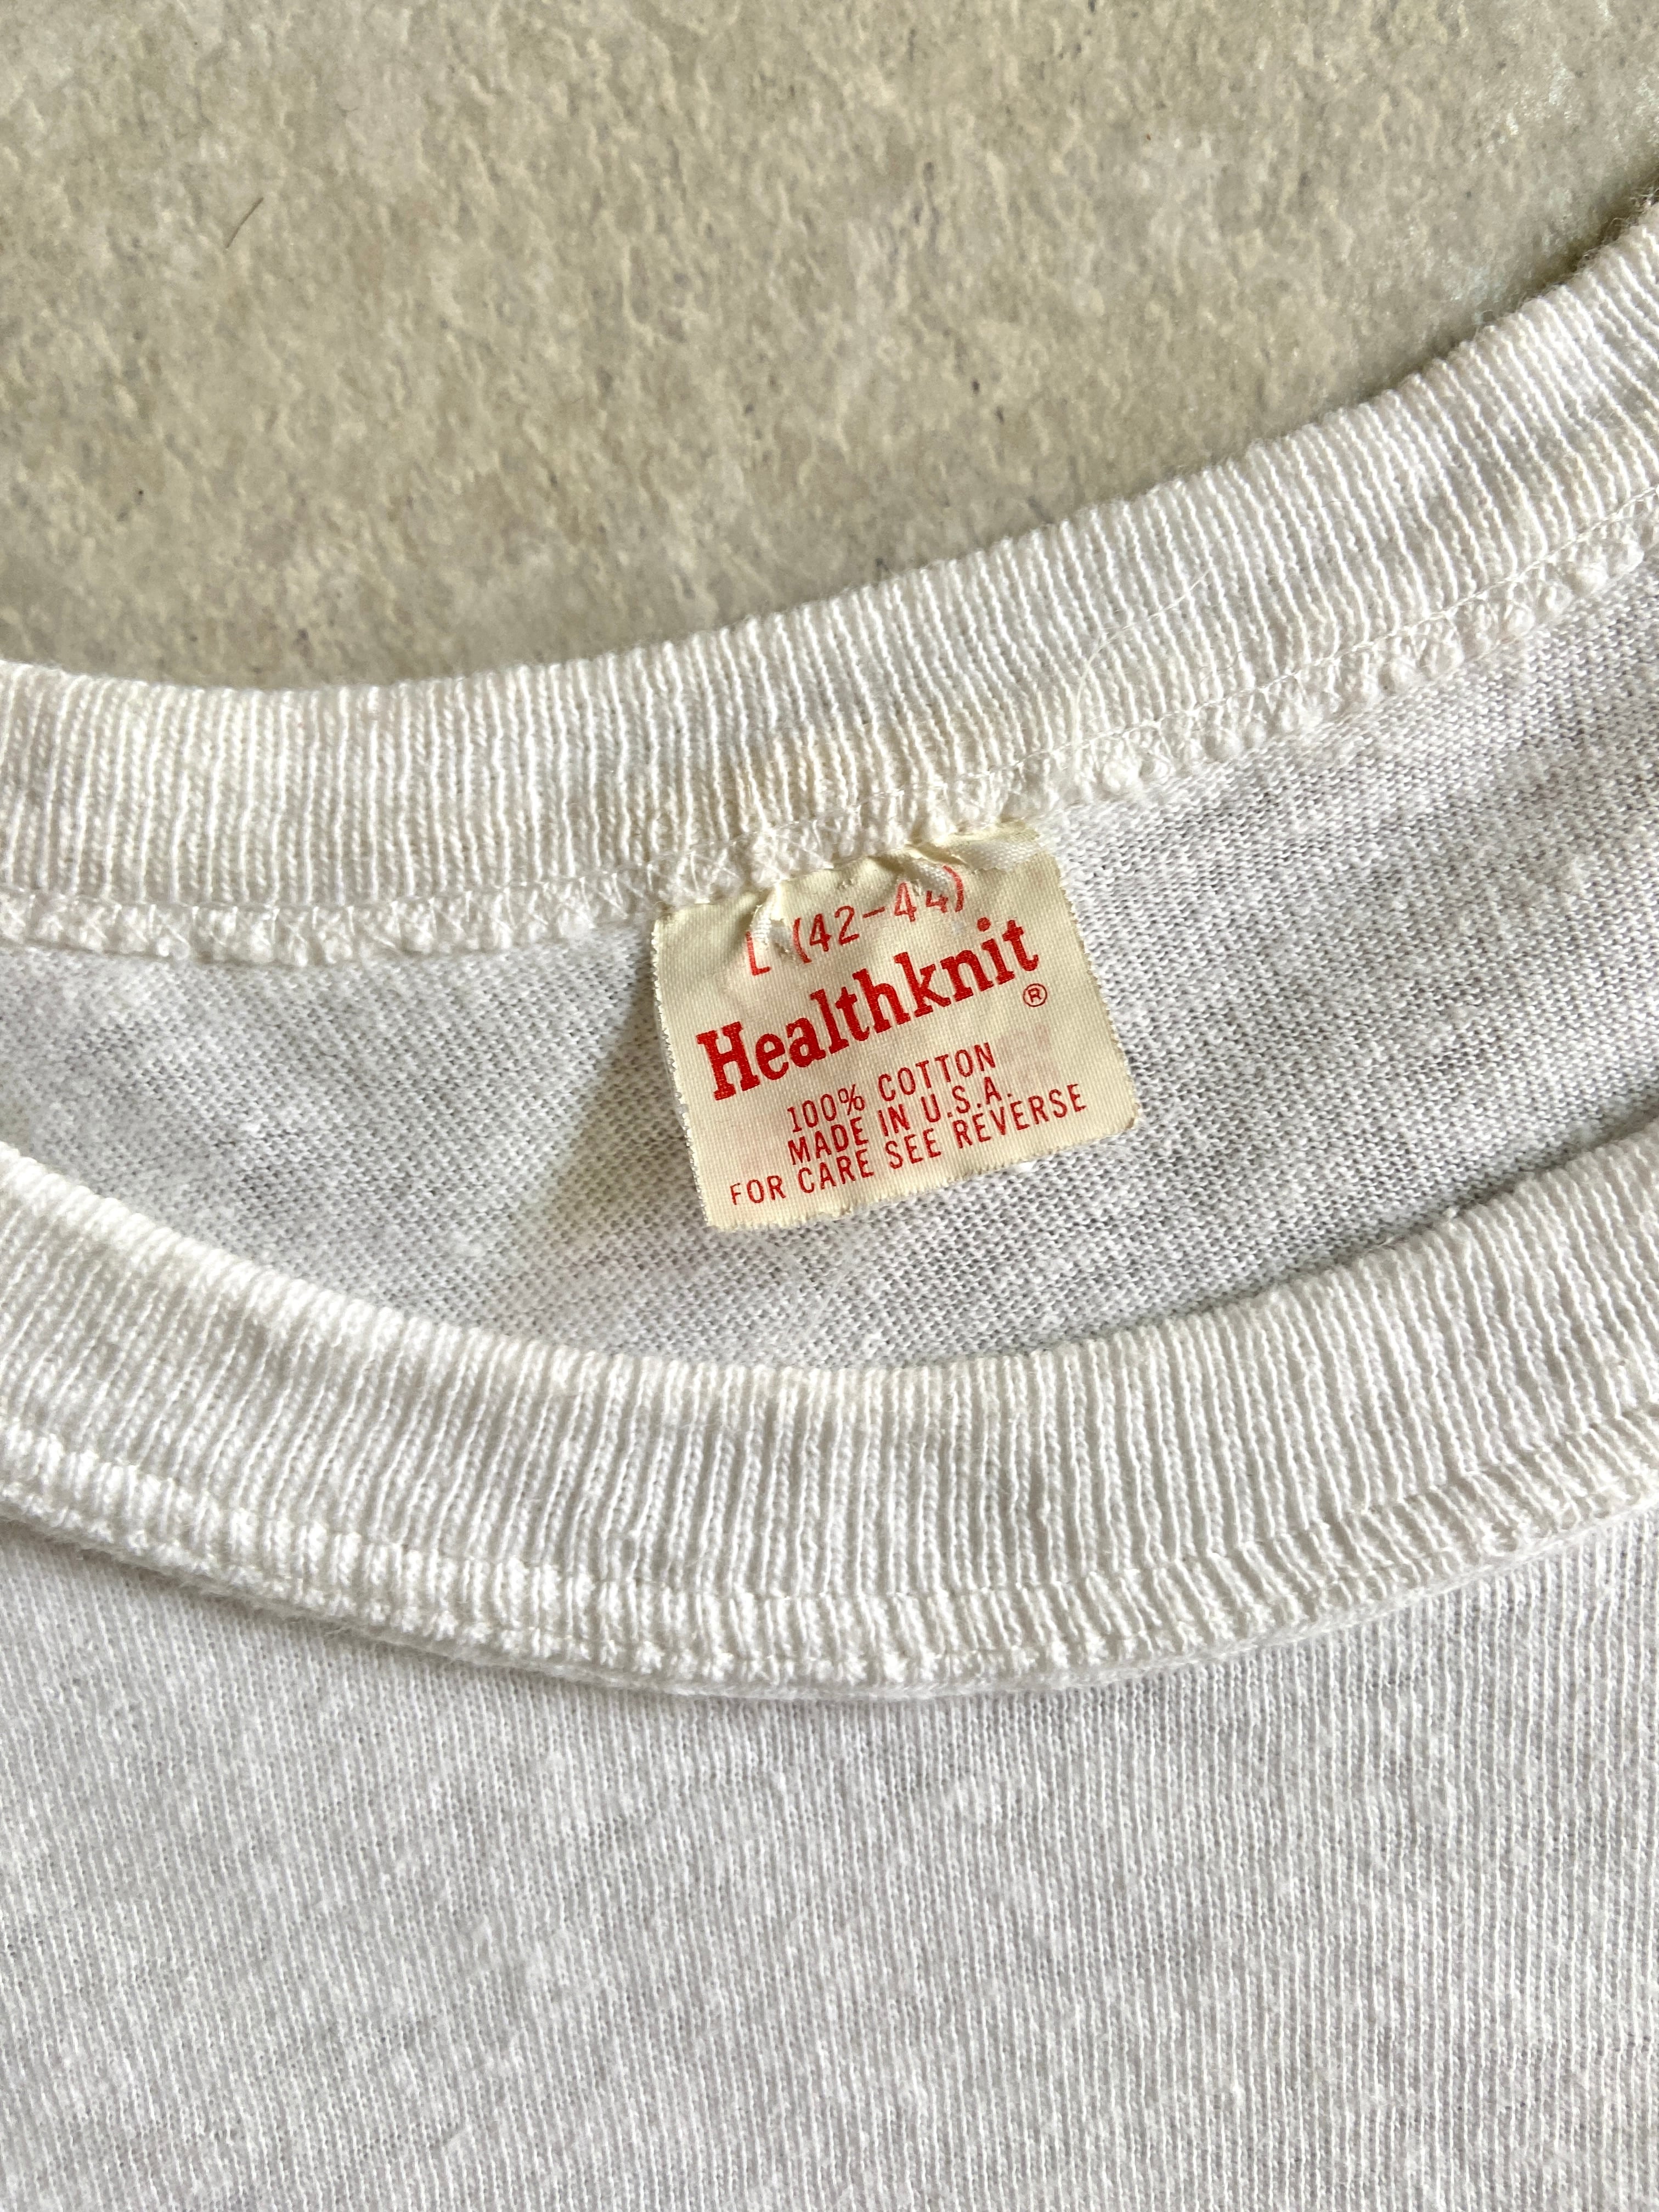 L (42-44)
Healthknit®
100% COTTON
MADE IN U.S.A.
FOR CARE SEE REVERSE